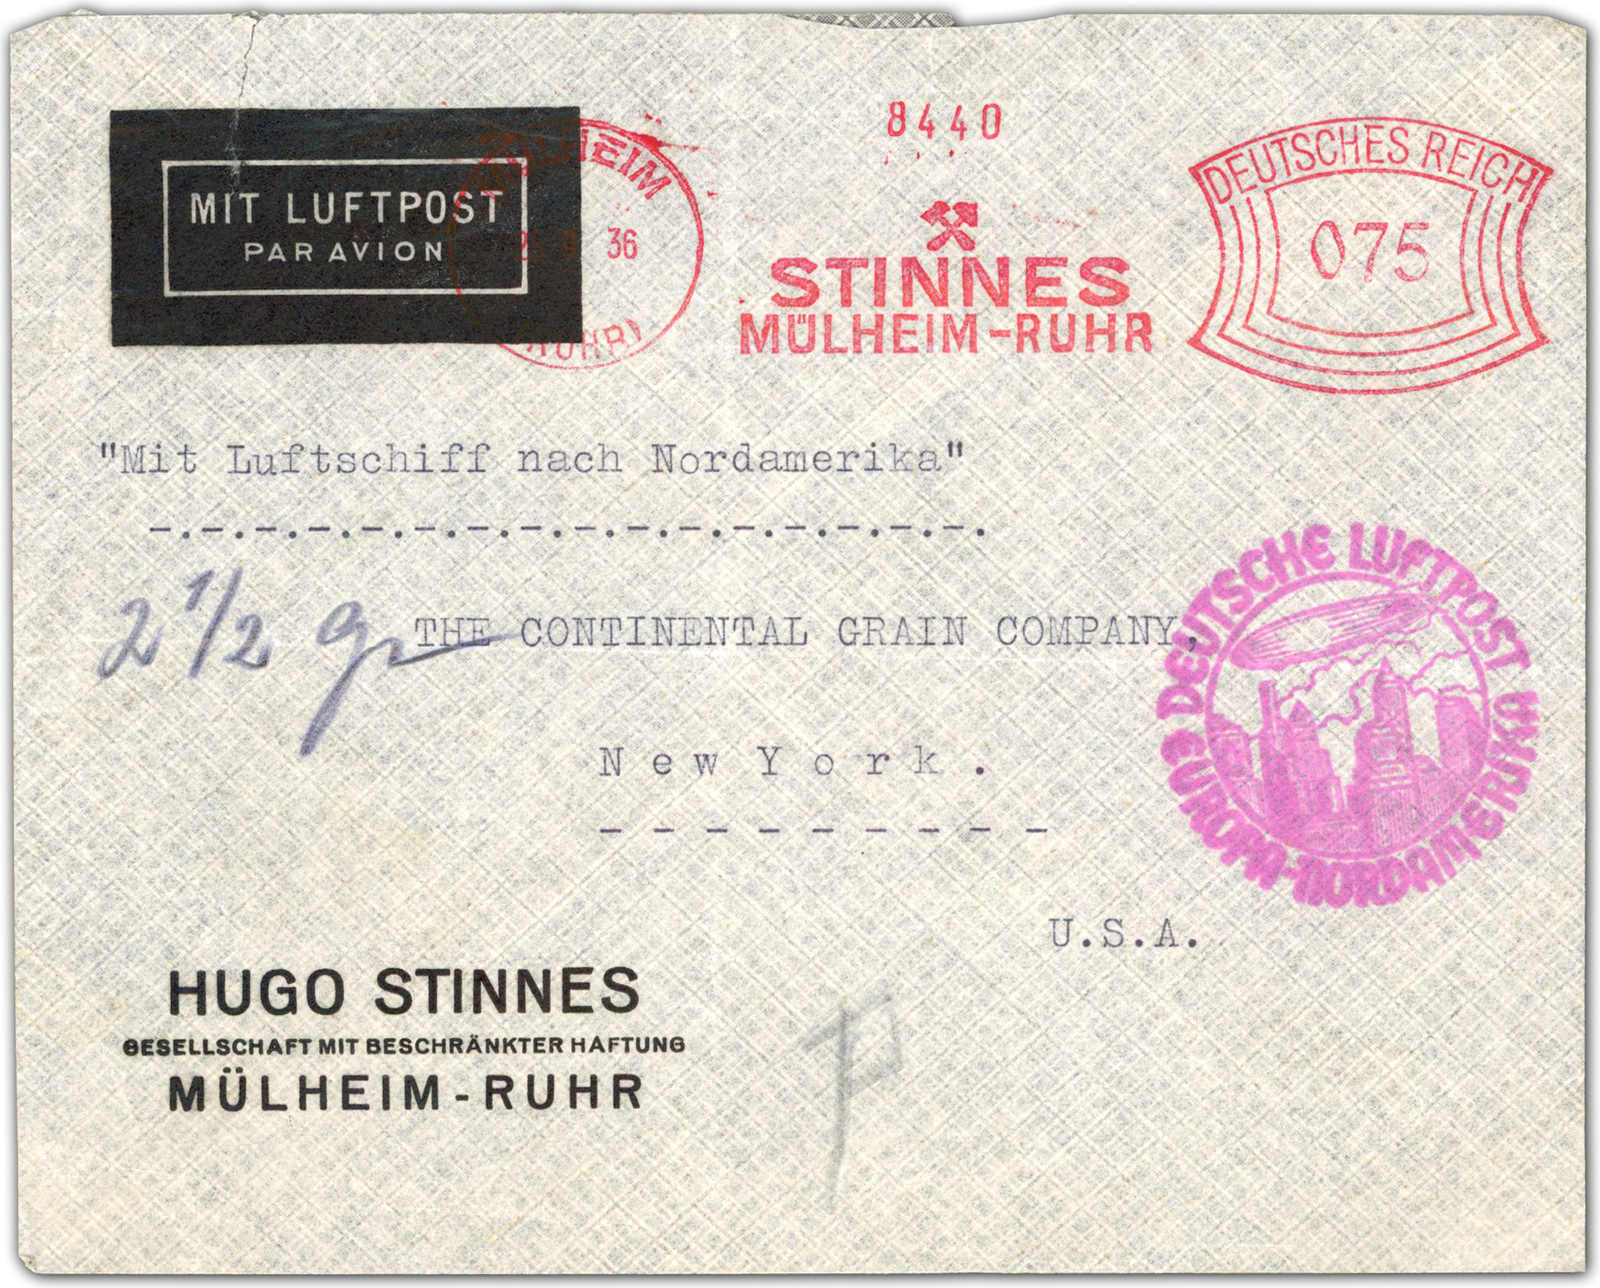 8440
MIT LUFTPOST
PAR AVION
MÜLHEIM
36
(RUHR)
STINNES
MÜLHEIM-RUHR
DEUTSCHES REICH
075
"Mit Luftschiff nach Nordamerika"
-.-.-.-.-.-.-.-.-.-.-.-.-.-.-.-.
2 1/2 gr
THE CONTINENTAL GRAIN COMPANY,
New York.
- - - - - - - - -
U.S.A.
DEUTSCHE LUFTPOST
EUROPA-NORDAMERIKA
HUGO STINNES
GESELLSCHAFT MIT BESCHRÄNKTER HAFTUNG
MÜLHEIM-RUHR